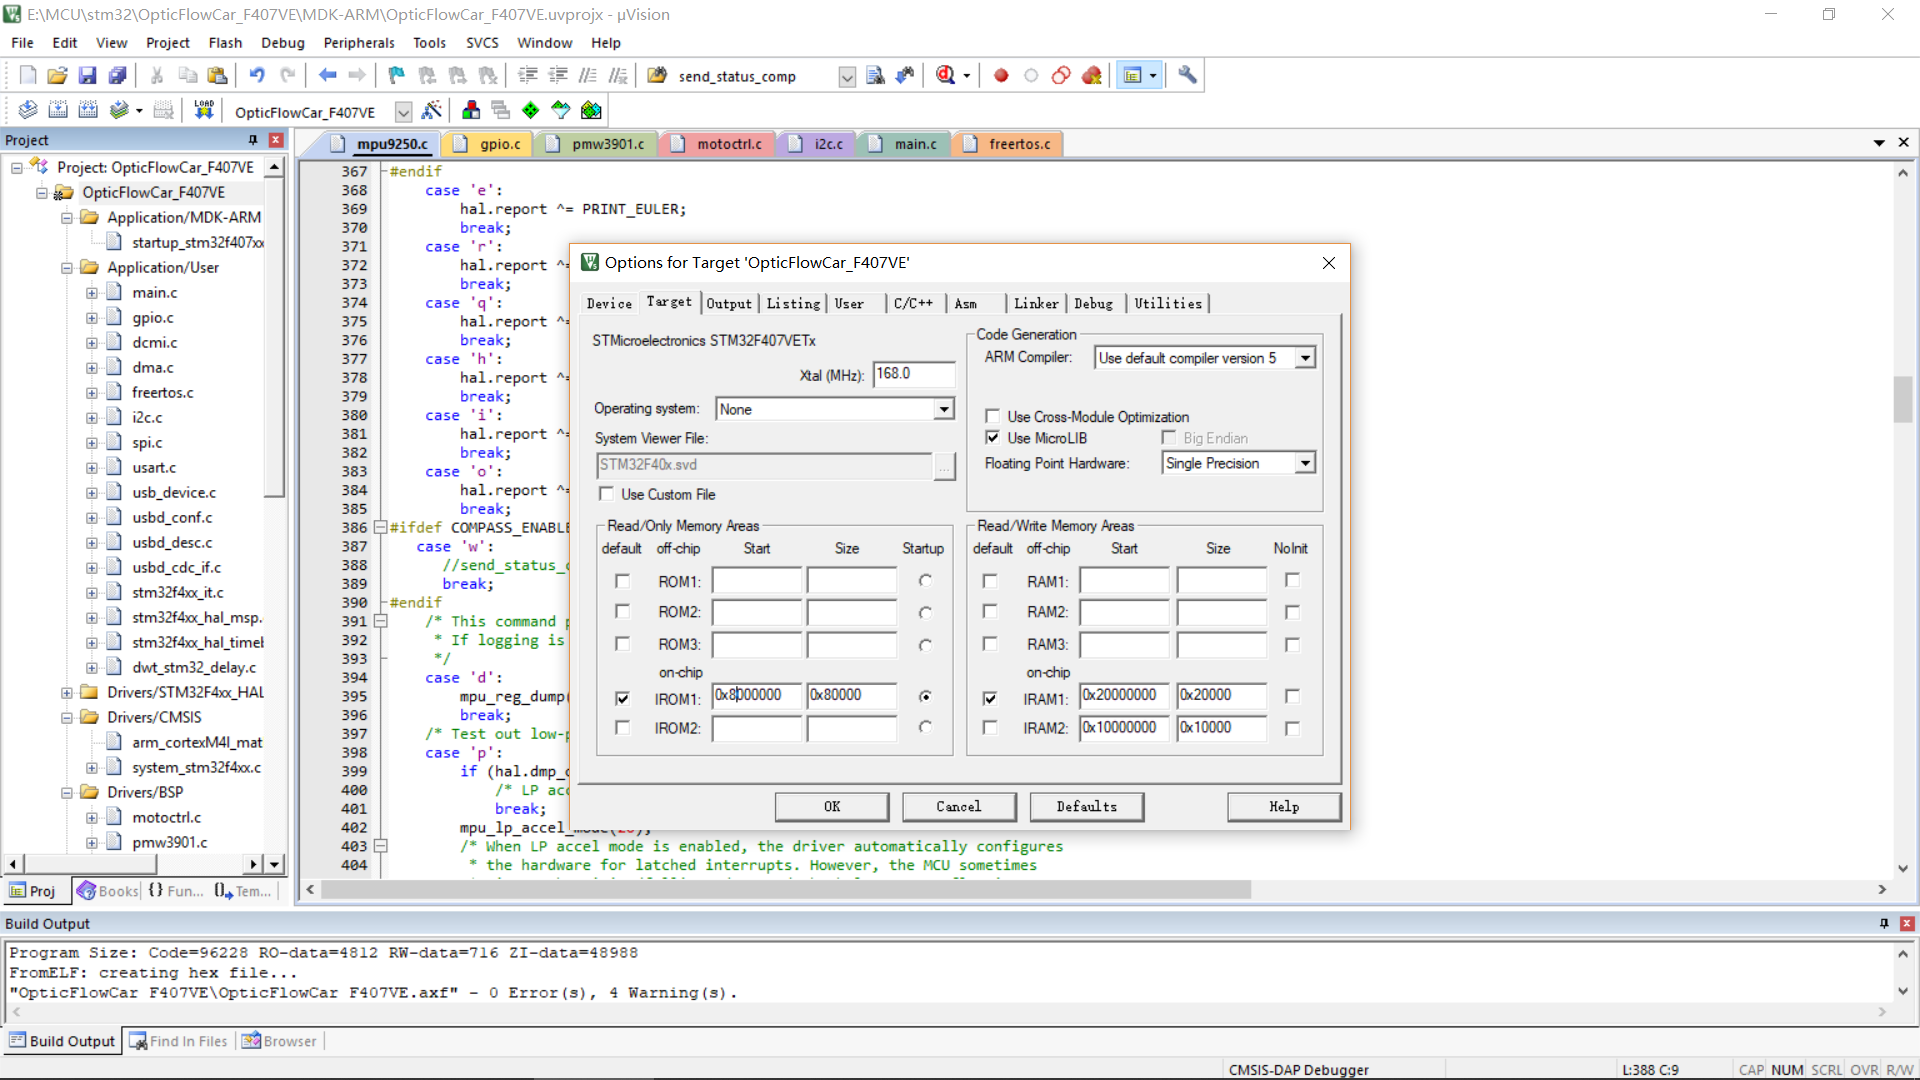 E:\MCU\stm32\OpticFlowCar_F407VE\MDK-ARM\OpticFlowCar_F407VE.uvprojx - µVision
File Edit View Project Flash Debug Peripherals Tools SVCS Window Help
send_status_comp
LOAD OpticFlowCar_F407VE
Project
mpu9250.c gpio.c pmw3901.c motoctrl.c i2c.c main.c freertos.c
Project: OpticFlowCar_F407VE
OpticFlowCar_F407VE
Application/MDK-ARM
startup_stm32f407xx
Application/User
main.c
gpio.c
dcmi.c
dma.c
freertos.c
i2c.c
spi.c
usart.c
usb_device.c
usbd_conf.c
usbd_desc.c
usbd_cdc_if.c
stm32f4xx_it.c
stm32f4xx_hal_msp.
stm32f4xx_hal_timeb
dwt_stm32_delay.c
Drivers/STM32F4xx_HAL
Drivers/CMSIS
arm_cortexM4l_mat
system_stm32f4xx.c
Drivers/BSP
motoctrl.c
pmw3901.c
Proj Books Fun... Tem...
367 #endif
368 case 'e':
369 hal.report ^= PRINT_EULER;
370 break;
371 case 'r':
372 hal.report ^=
373 break;
374 case 'q':
375 hal.report ^=
376 break;
377 case 'h':
378 hal.report ^=
379 break;
380 case 'i':
381 hal.report ^=
382 break;
383 case 'o':
384 hal.report ^=
385 break;
386 #ifdef COMPASS_ENABLE
387 case 'w':
388 //send_status_c
389 break;
390 #endif
391 /* This command p
392 * If logging is
393 */
394 case 'd':
395 mpu_reg_dump(
396 break;
397 /* Test out low-p
398 case 'p':
399 if (hal.dmp_o
400 /* LP acc
401 break;
402 mpu_lp_accel_mode(20);
403 /* When LP accel mode is enabled, the driver automatically configures
404 * the hardware for latched interrupts. However, the MCU sometimes
Options for Target 'OpticFlowCar_F407VE'
Device Target Output Listing User C/C++ Asm Linker Debug Utilities
STMicroelectronics STM32F407VETx
Xtal (MHz): 168.0
Operating system: None
System Viewer File:
STM32F40x.svd ...
Use Custom File
Code Generation
ARM Compiler: Use default compiler version 5
Use Cross-Module Optimization
Use MicroLIB Big Endian
Floating Point Hardware: Single Precision
Read/Only Memory Areas
default off-chip Start Size Startup
ROM1:
ROM2:
ROM3:
on-chip
IROM1: 0x8000000 0x80000
IROM2:
Read/Write Memory Areas
default off-chip Start Size NoInit
RAM1:
RAM2:
RAM3:
on-chip
IRAM1: 0x20000000 0x20000
IRAM2: 0x10000000 0x10000
OK Cancel Defaults Help
Build Output
Program Size: Code=96228 RO-data=4812 RW-data=716 ZI-data=48988
FromELF: creating hex file...
"OpticFlowCar_F407VE\OpticFlowCar_F407VE.axf" - 0 Error(s), 4 Warning(s).
Build Output Find In Files Browser
CMSIS-DAP Debugger L:388 C:9 CAP NUM SCRL OVR R/W